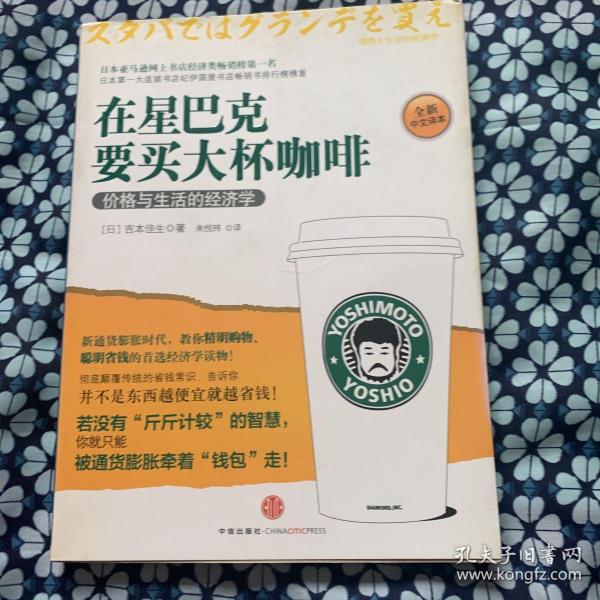 スタバではグランデを買え
日本亚马逊网上书店经济类畅销榜第一名
日本第一大连锁书店纪伊国屋书店畅销书排行榜榜首
在星巴克
要买大杯咖啡
全新
中文译本
价格与生活的经济学
[日]吉本佳生◎著 朱悦玮◎译
YOSHIMOTO
YOSHIO
新通货膨胀时代，教你精明购物、
聪明省钱的首选经济学读物！
彻底颠覆传统的省钱常识，告诉你
并不是东西越便宜就越省钱！
若没有“斤斤计较”的智慧，
你就只能
被通货膨胀牵着“钱包”走！
DIAMOND, INC.
中信出版社·CHINACITICPRESS
孔夫子旧书网
www.kongfz.com